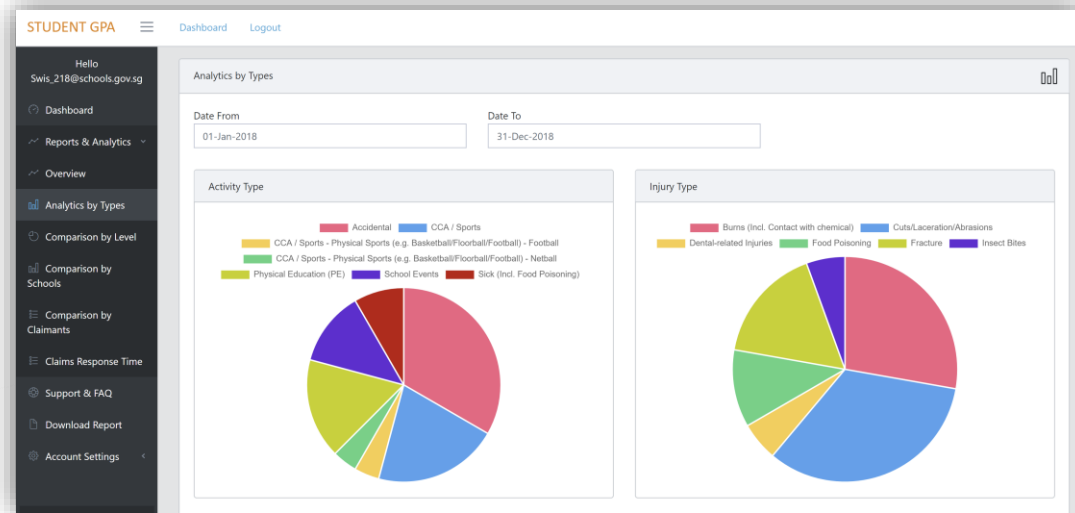 STUDENT GPA
Dashboard Logout
Hello
Swis_218@schools.gov.sg
Dashboard
Reports & Analytics
Overview
Analytics by Types
Comparison by Level
Comparison by
Schools
Comparison by
Claimants
Claims Response Time
Support & FAQ
Download Report
Account Settings
Analytics by Types
Date From Date To
01-Jan-2018 31-Dec-2018
Activity Type
Accidental CCA / Sports
CCA / Sports - Physical Sports (e.g. Basketball/Floorball/Football) - Football
CCA / Sports - Physical Sports (e.g. Basketball/Floorball/Football) - Netball
Physical Education (PE) School Events Sick (Incl. Food Poisoning)
Injury Type
Burns (Incl. Contact with chemical) Cuts/Laceration/Abrasions
Dental-related Injuries Food Poisoning Fracture Insect Bites